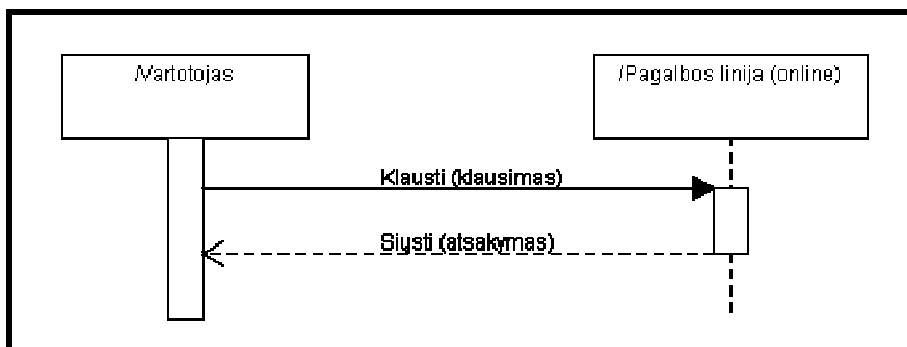 /Vartotojas
/Pagalbos linija (online)
Klausti (klausimas)
Siųsti (atsakymas)